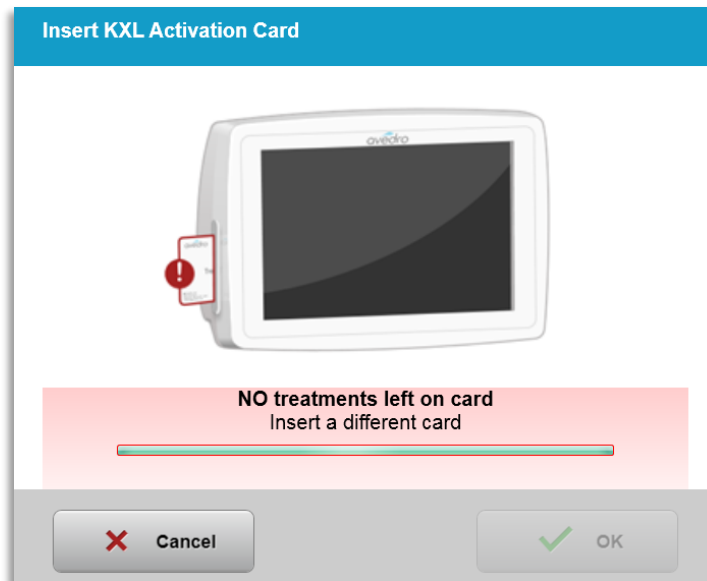 Insert KXL Activation Card
avedro
avedro
NO treatments left on card
Insert a different card
Cancel
OK